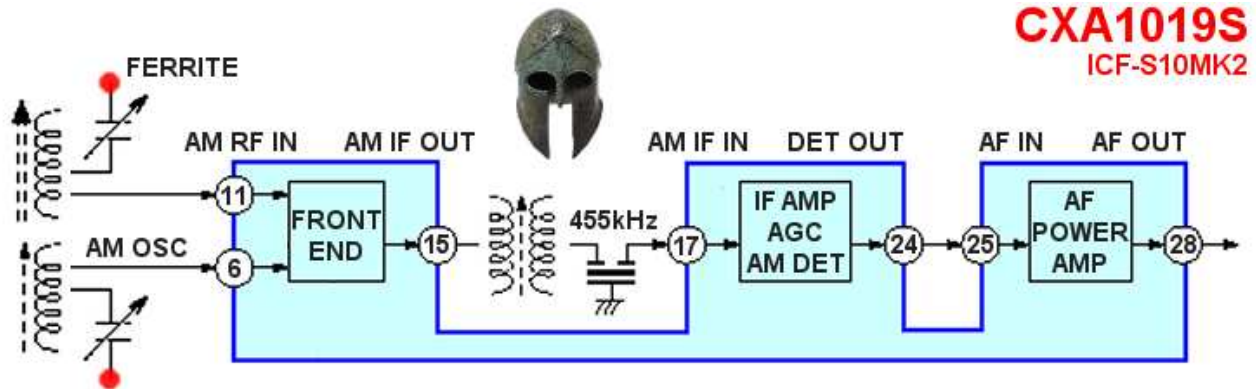 CXA1019S
ICF-S10MK2
FERRITE
AM RF IN
AM IF OUT
AM IF IN
DET OUT
AF IN
AF OUT
11
FRONT
END
15
455kHz
17
IF AMP
AGC
AM DET
24
25
AF
POWER
AMP
28
AM OSC
6